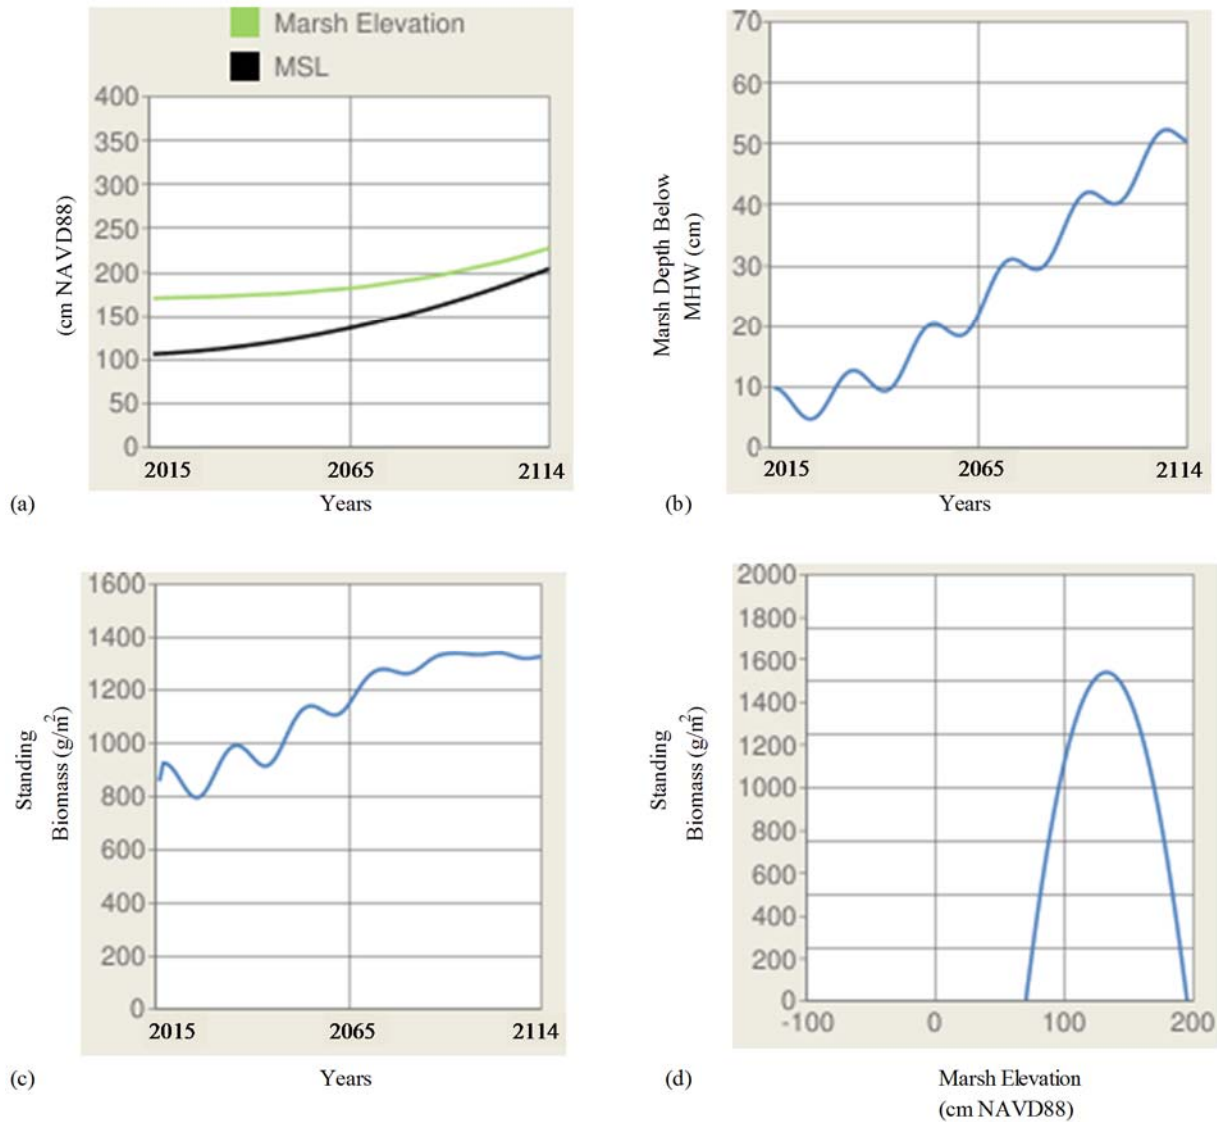 Marsh Elevation
MSL
400
350
300
250
200
150
100
50
0
(cm NAVD88)
2015 2065 2114
(a) Years
70
60
50
40
30
20
10
0
Marsh Depth Below
MHW (cm)
2015 2065 2114
(b) Years
1600
1400
1200
1000
800
600
400
200
0
Standing
Biomass (g/m²)
2015 2065 2114
(c) Years
2000
1800
1600
1400
1200
1000
800
600
400
200
0
Standing
Biomass (g/m²)
-100 0 100 200
(d) Marsh Elevation
(cm NAVD88)